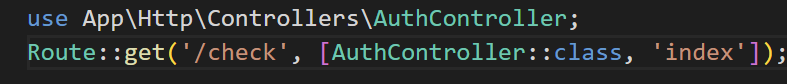 use App\Http\Controllers\AuthController;
Route::get('/check', [AuthController::class, 'index']);